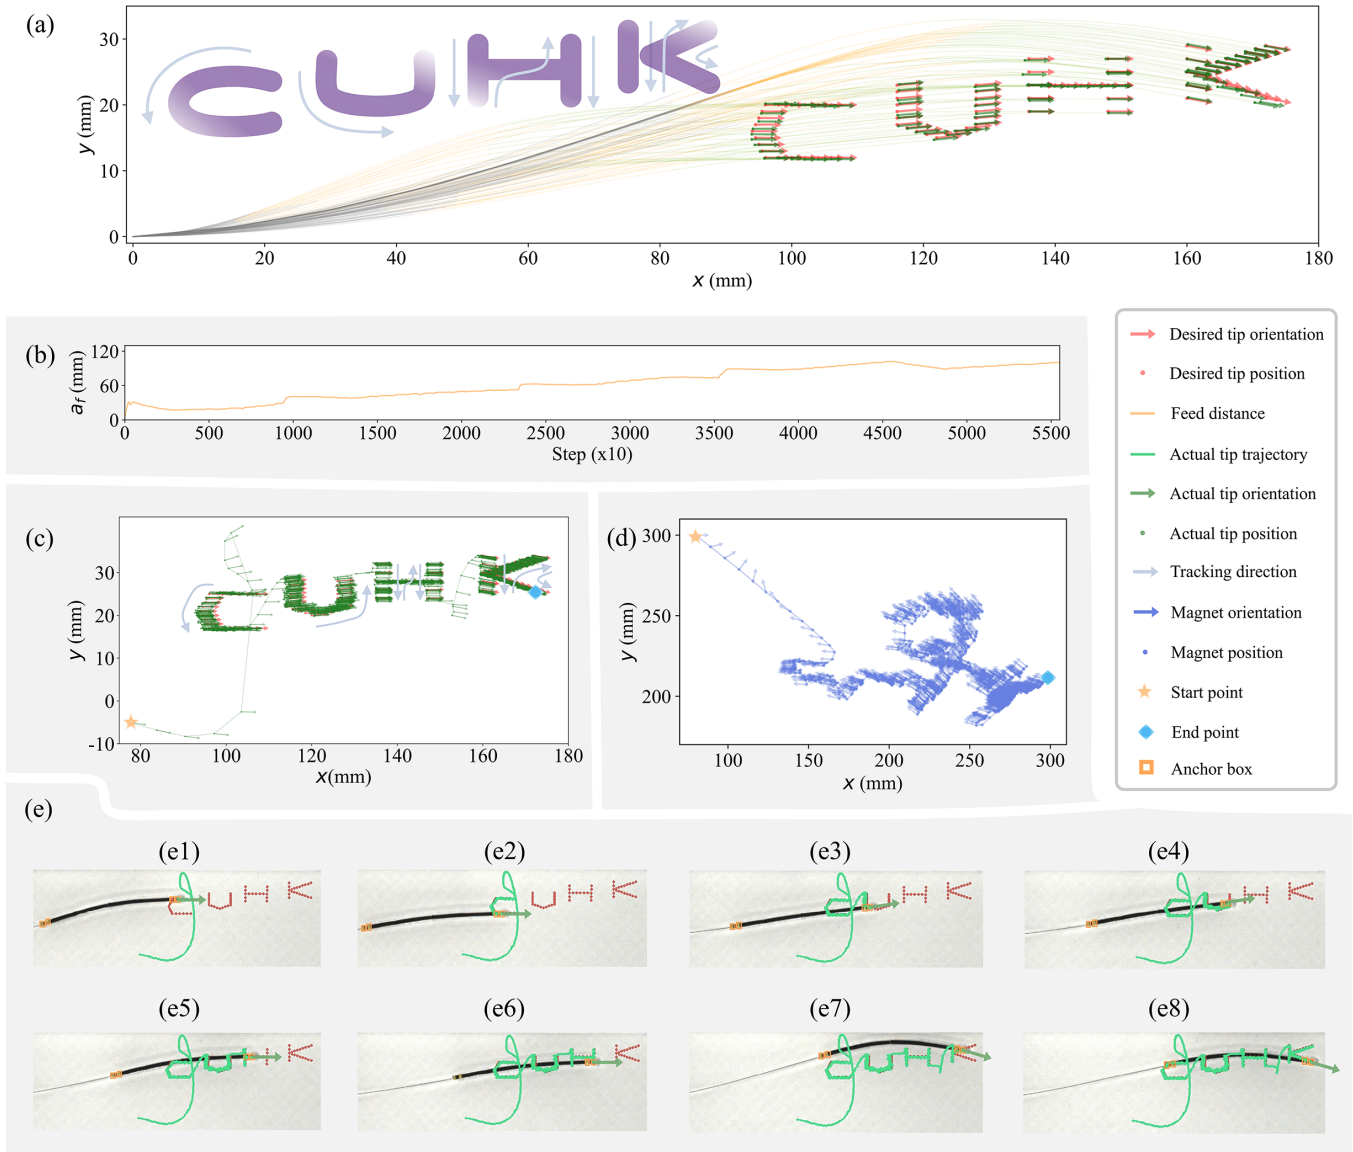 (a)
C U H K
y (mm)
30
20
10
0
0 20 40 60 80 100 120 140 160 180
x (mm)
(b)
a_f (mm)
120
60
0
0 500 1000 1500 2000 2500 3000 3500 4000 4500 5000 5500
Step (x10)
Desired tip orientation
Desired tip position
Feed distance
Actual tip trajectory
Actual tip orientation
Actual tip position
Tracking direction
Magnet orientation
Magnet position
Start point
End point
Anchor box
(c)
y (mm)
30
20
10
0
-10
80 100 120 140 160 180
x(mm)
(d)
y (mm)
300
250
200
100 150 200 250 300
x (mm)
(e)
(e1) (e2) (e3) (e4)
(e5) (e6) (e7) (e8)